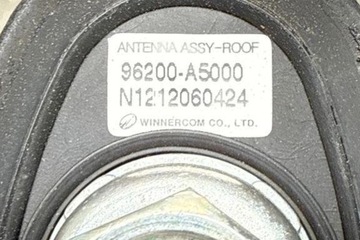 ANTENNA ASSY-ROOF
96200-A5000
N1212060424
WINNERCOM CO., LTD.